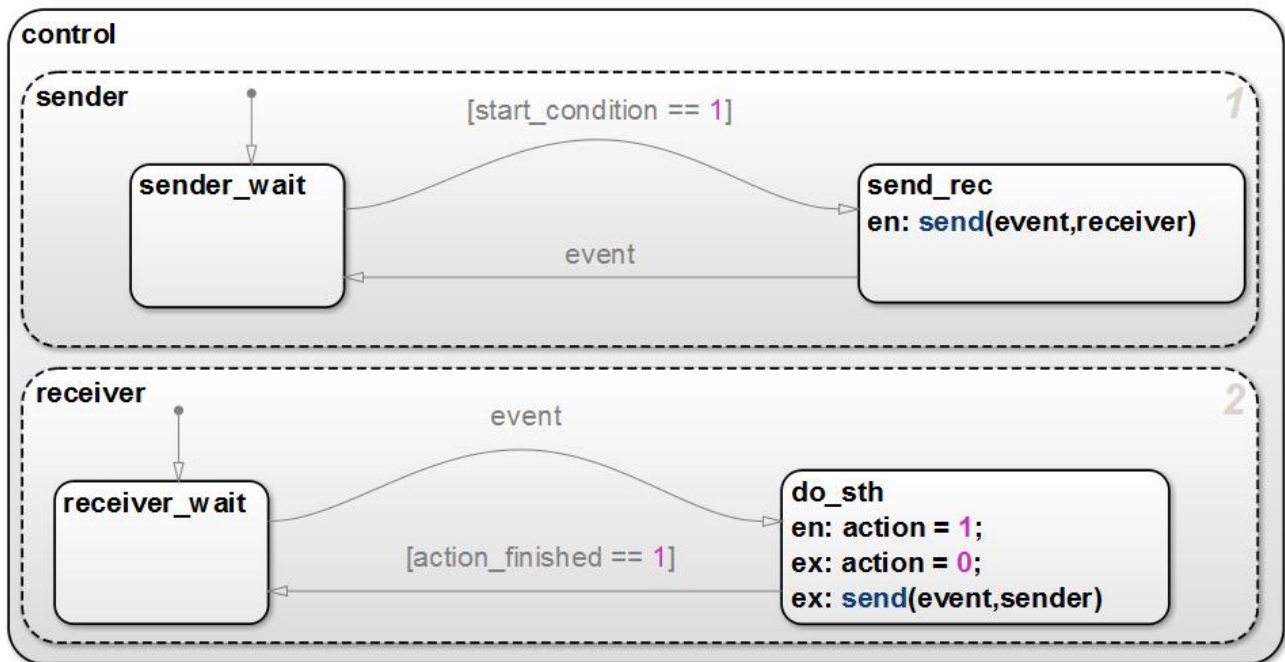 control
sender
1
[start_condition == 1]
sender_wait
send_rec
en: send(event,receiver)
event
receiver
2
event
receiver_wait
do_sth
en: action = 1;
[action_finished == 1]
ex: action = 0;
ex: send(event,sender)